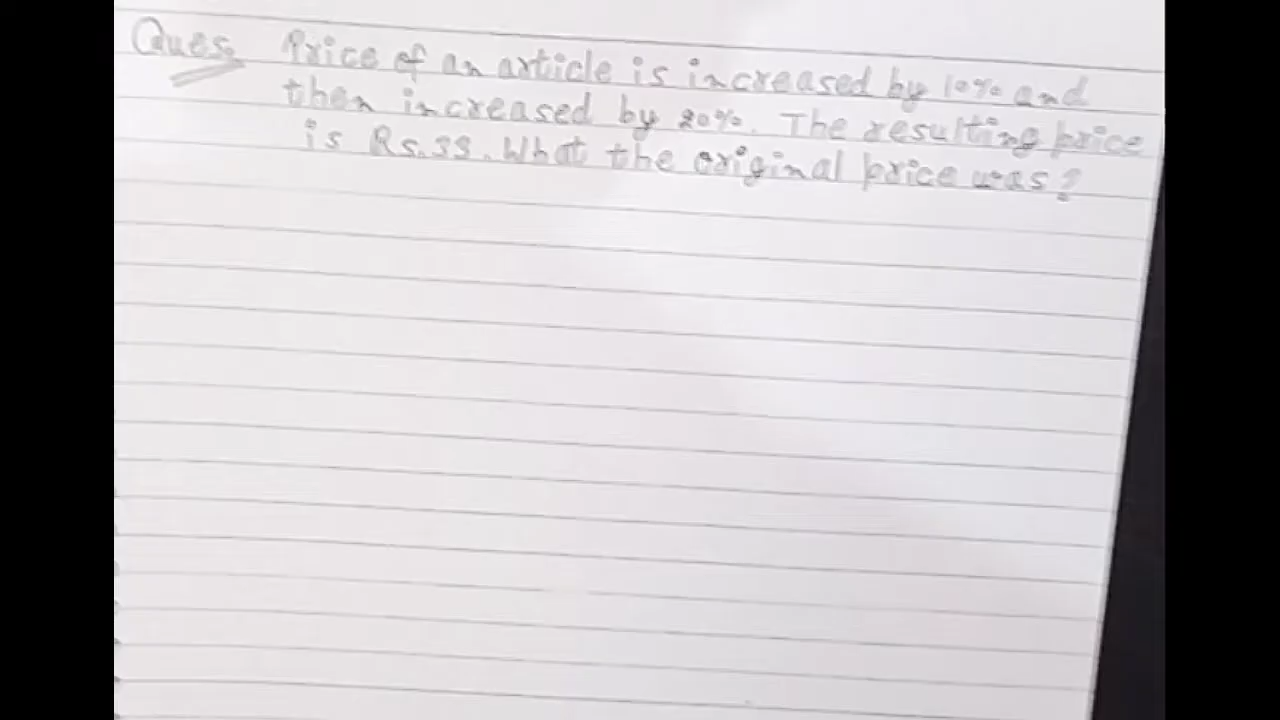 Ques. Price of an article is increased by 10% and
then increased by 20%. The resulting price
is Rs.33. What the original price was?